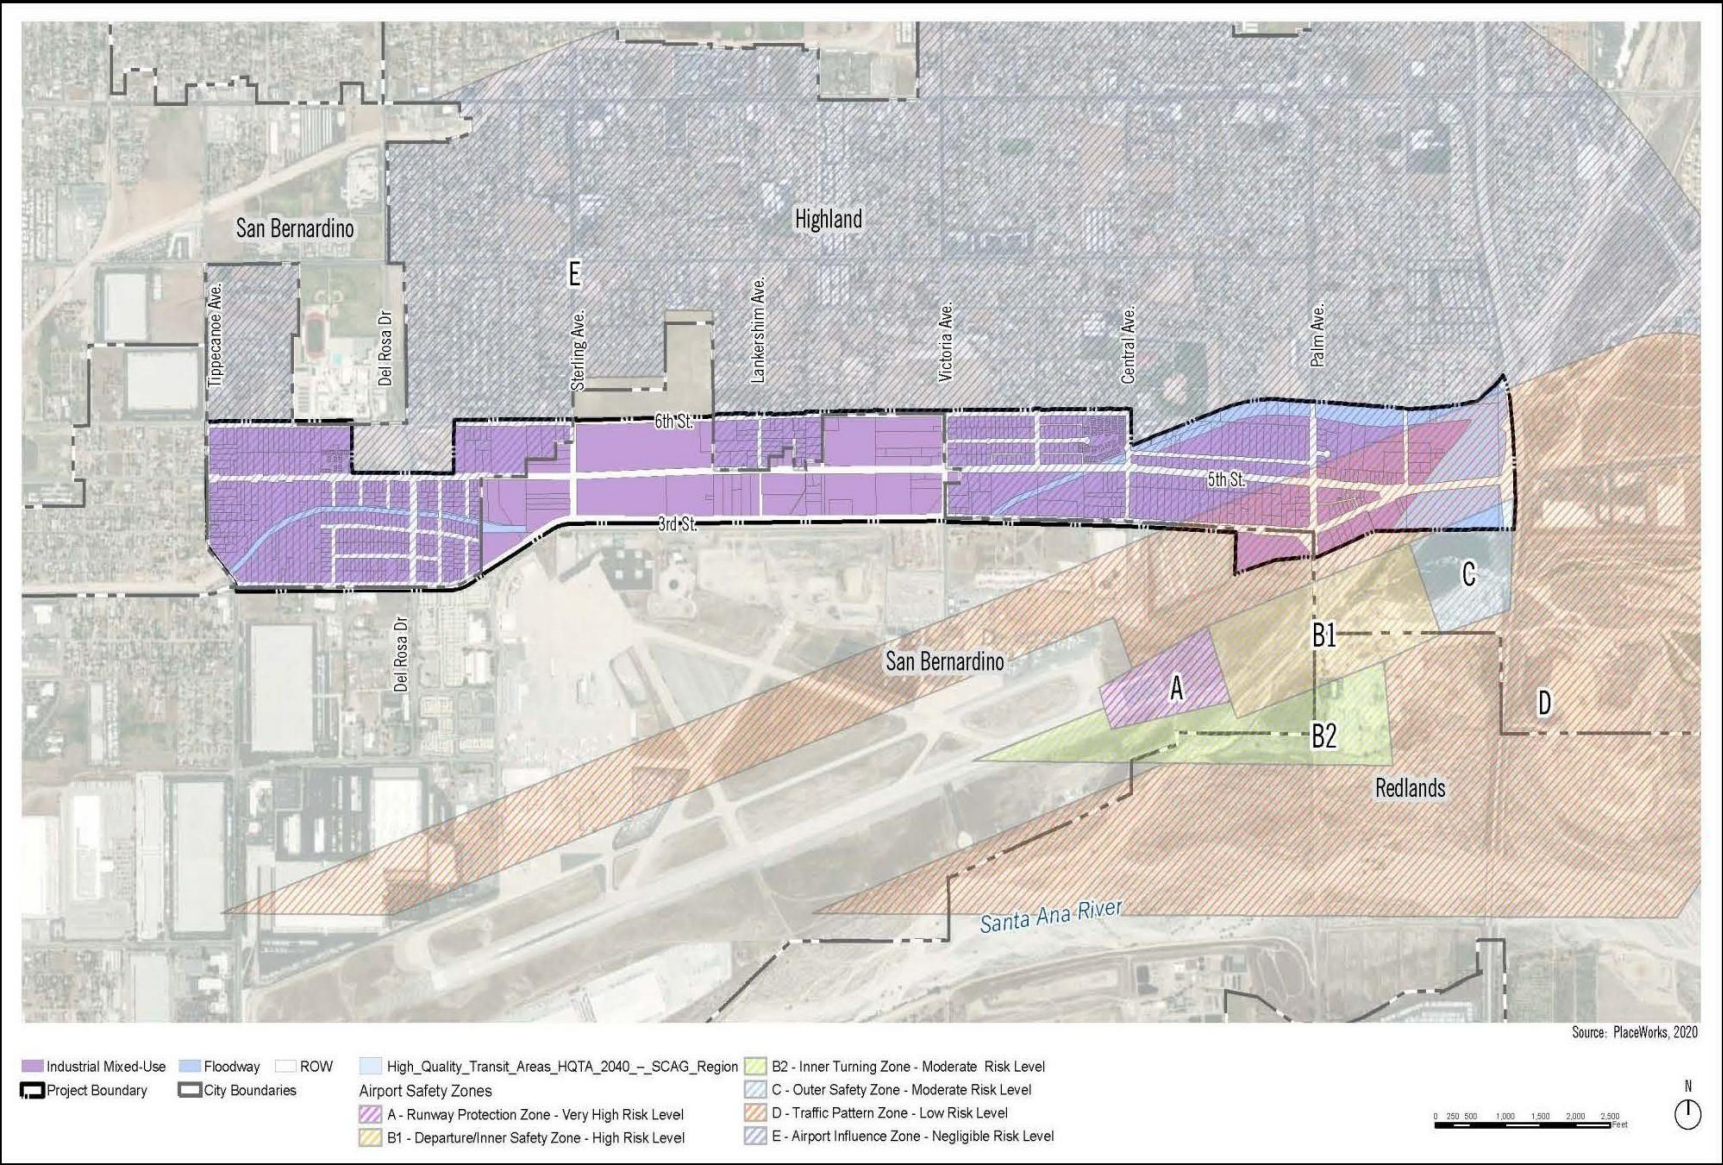 San Bernardino
Highland
E
Tippecanoe Ave.
Del Rosa Dr
Sterling Ave.
Lankershim Ave.
Victoria Ave.
Central Ave.
Palm Ave.
6th St.
5th St.
3rd St.
Del Rosa Dr
San Bernardino
A
B1
C
B2
D
Redlands
Santa Ana River
Source: PlaceWorks, 2020
Industrial Mixed-Use
Floodway
ROW
High_Quality_Transit_Areas_HQTA_2040_–_SCAG_Region
B2 - Inner Turning Zone - Moderate Risk Level
Project Boundary
City Boundaries
Airport Safety Zones
C - Outer Safety Zone - Moderate Risk Level
A - Runway Protection Zone - Very High Risk Level
D - Traffic Pattern Zone - Low Risk Level
B1 - Departure/Inner Safety Zone - High Risk Level
E - Airport Influence Zone - Negligible Risk Level
0 250 500 1,000 1,500 2,000 2,500
Feet
N